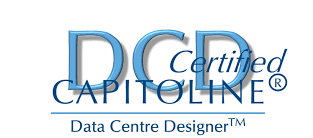 DCD
Certified
CAPITOLINE®
Data Centre Designer™